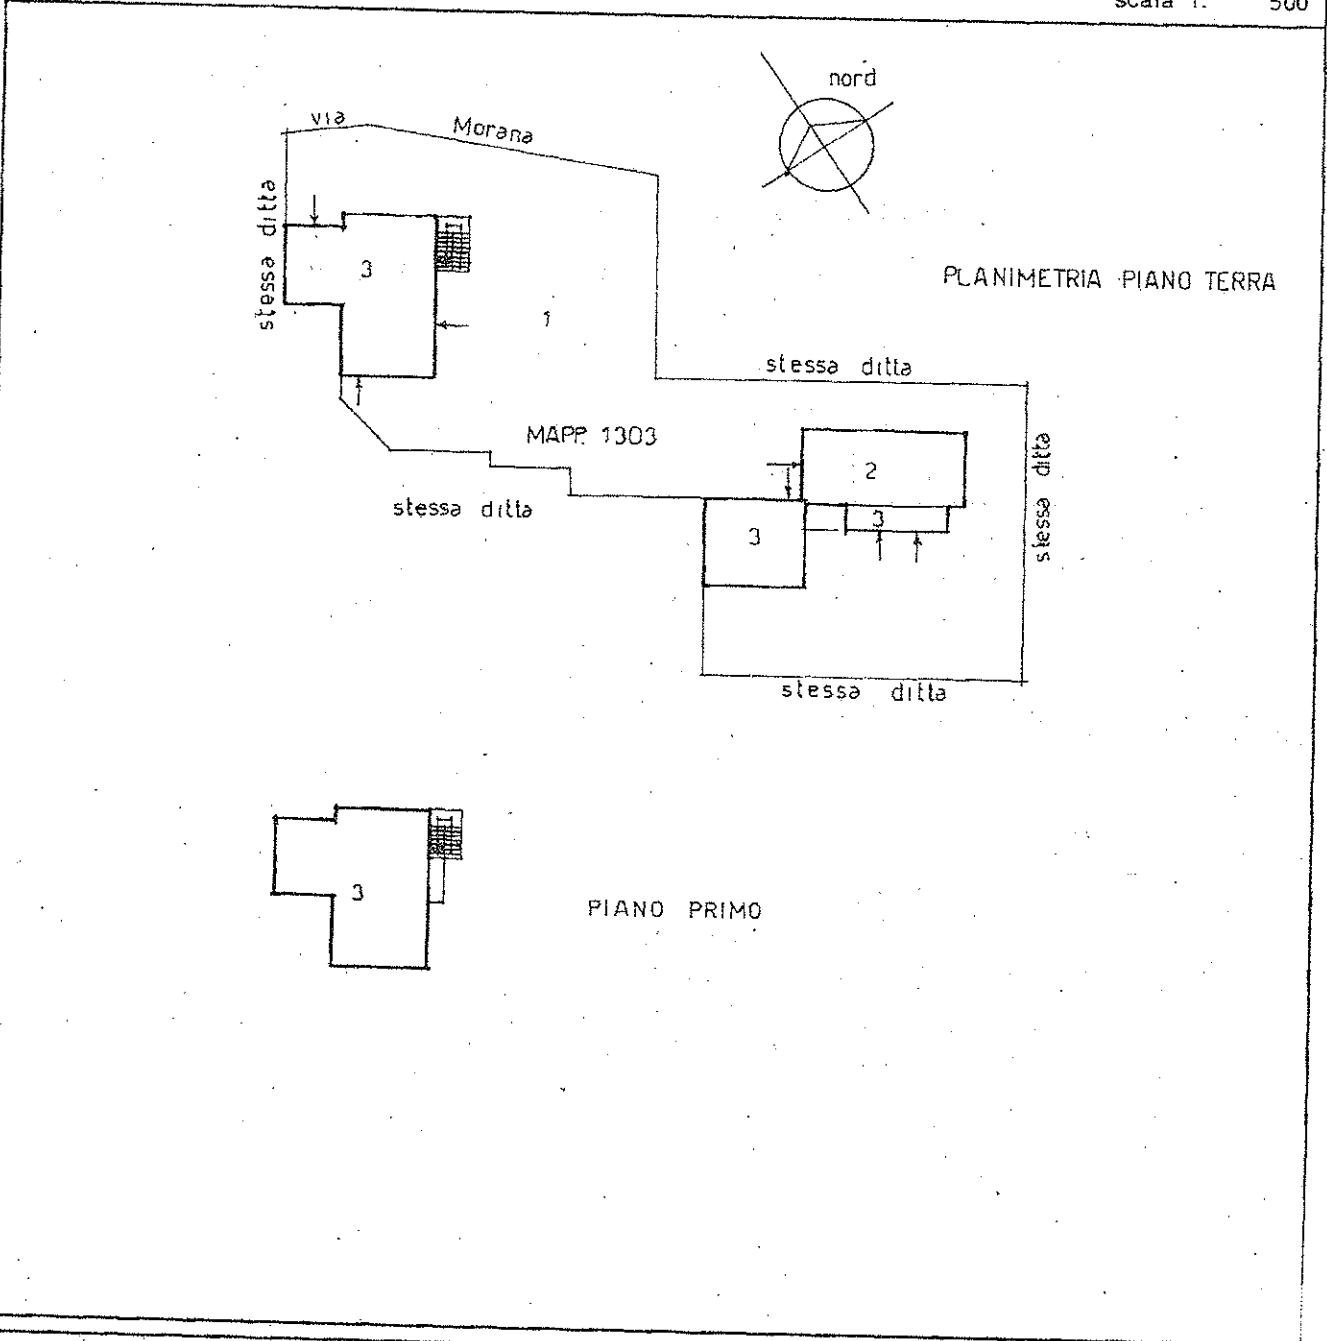 scala 1: 500
nord
via Morana
stessa ditta
3
1
PLANIMETRIA PIANO TERRA
stessa ditta
MAPP. 1303
2
stessa ditta
stessa ditta
3
3
stessa ditta
3
PIANO PRIMO